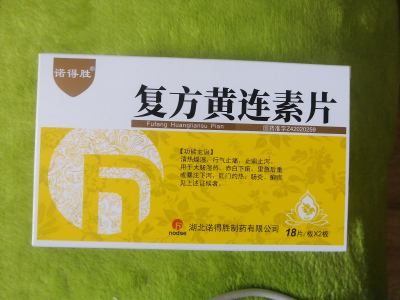 诺得胜®
复方黄连素片
Fufang Huangliansu Pian
国药准字Z42020259
【功能主治】
清热燥湿，行气止痛，止痢止泻。
用于大肠湿热，赤白下痢，里急后重
或暴注下泻，肛门灼热；肠炎、痢疾
见上述证候者。
nodse
湖北诺得胜制药有限公司
18片/板X2板